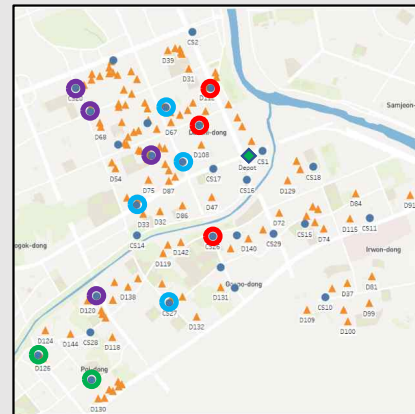 CS2
D39
D31
Samjeon-
D68
D67
D108
Depot
CS1
CS18
D54
D75
D87
CS17
CS16
D129
D64
D91
D47
D33
D32
D86
D72
D115
CS11
CS15
D74
ogok-dong
CS14
D142
D119
CS26
D140
CS29
Irwon-dong
D138
D120
D131
CS27
D132
D81
D37
CS10
D99
D109
D100
D124
D144
CS28
D118
D126
Poi-dong
D130